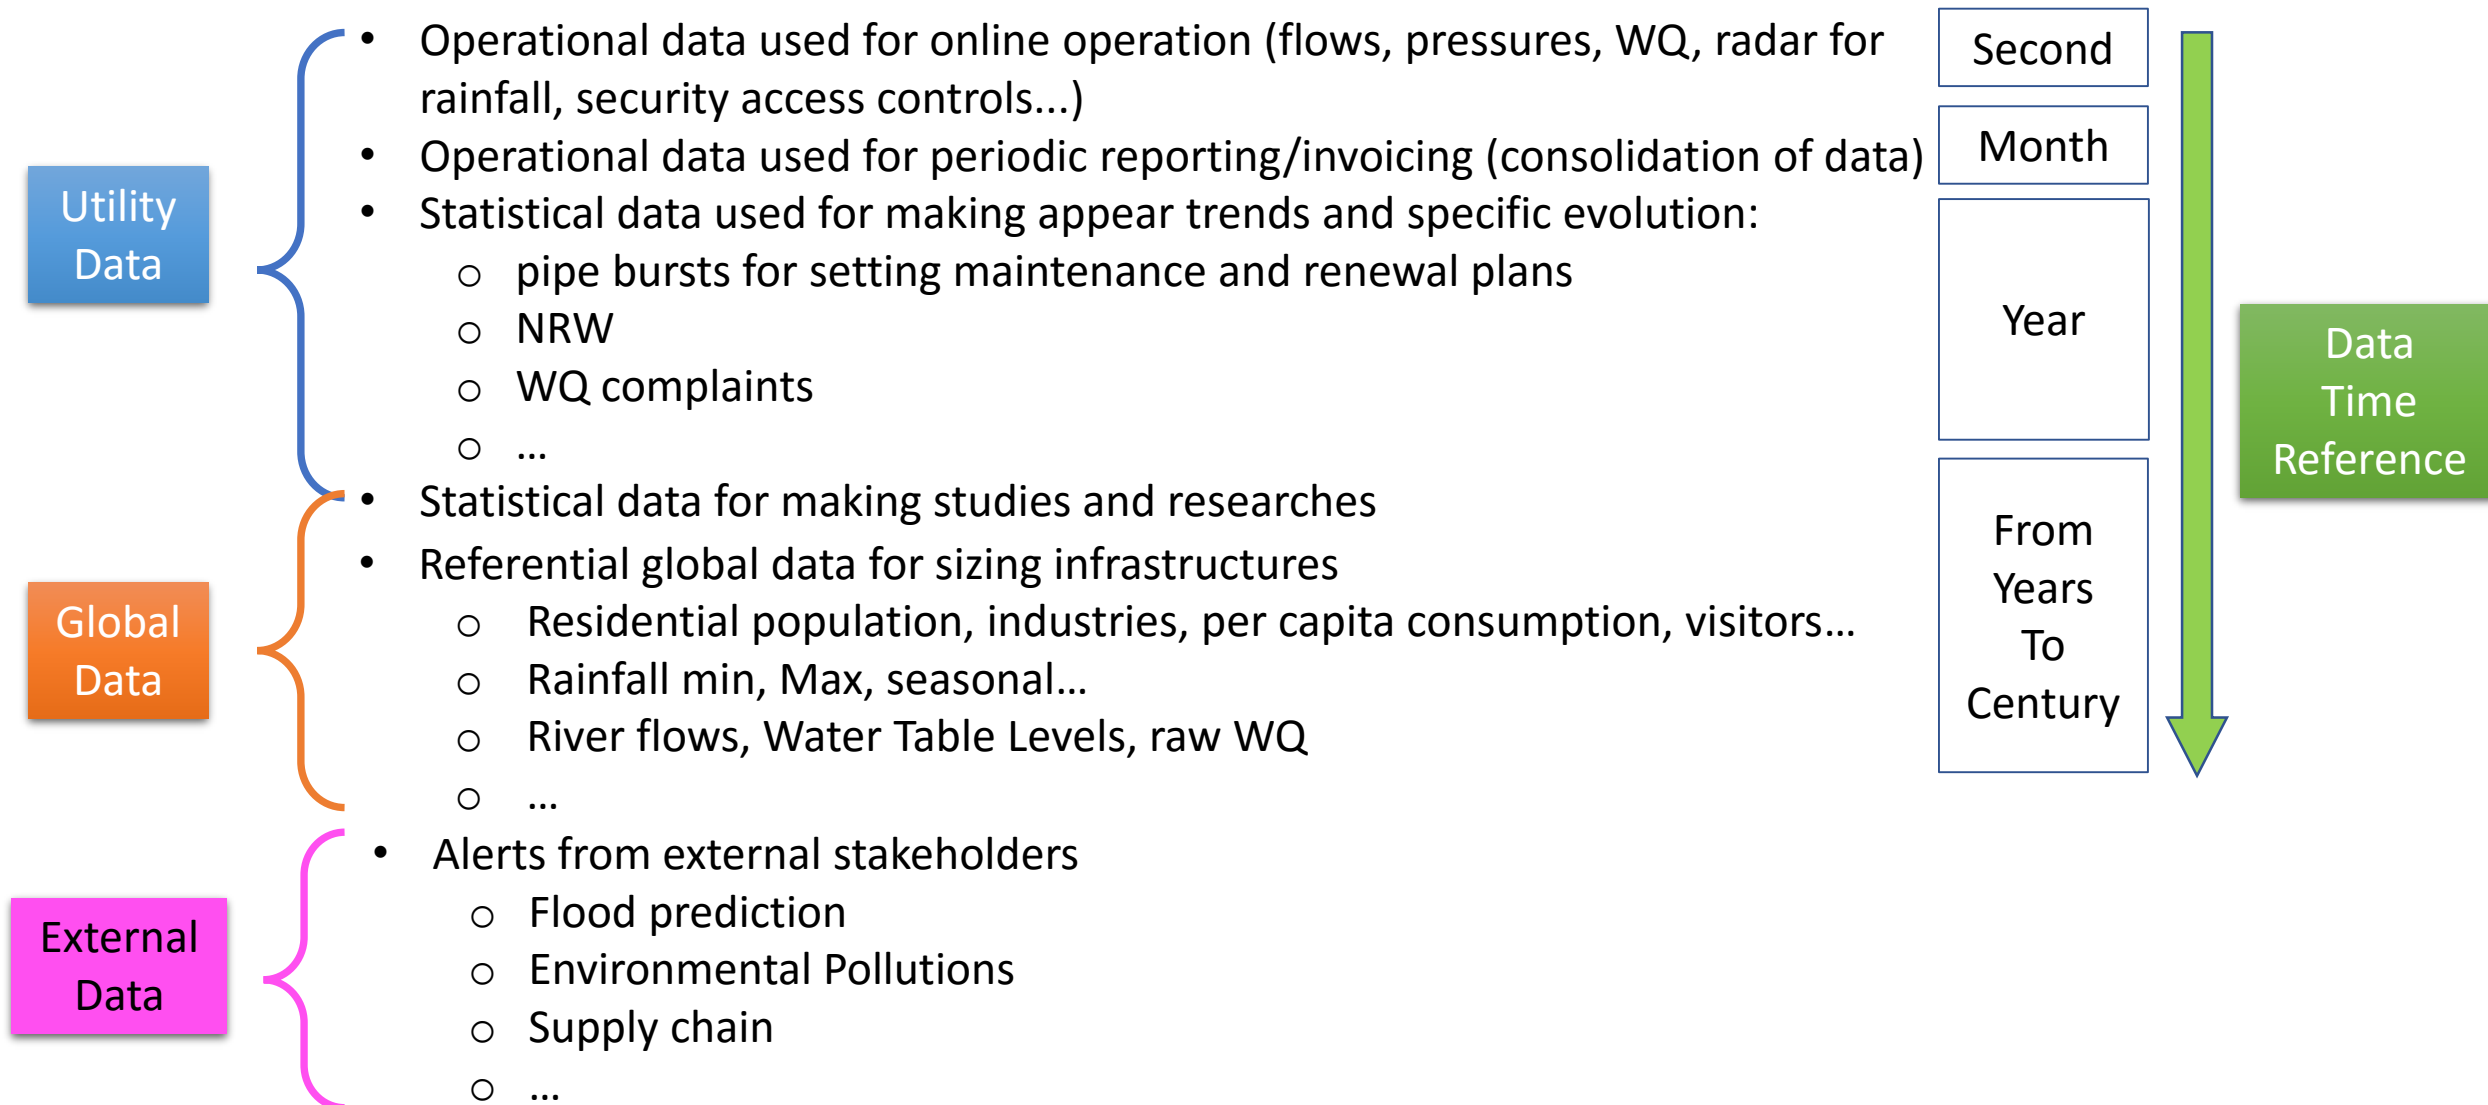 • Operational data used for online operation (flows, pressures, WQ, radar for
rainfall, security access controls...)
• Operational data used for periodic reporting/invoicing (consolidation of data)
• Statistical data used for making appear trends and specific evolution:
o pipe bursts for setting maintenance and renewal plans
o NRW
o WQ complaints
o ...
• Statistical data for making studies and researches
• Referential global data for sizing infrastructures
o Residential population, industries, per capita consumption, visitors...
o Rainfall min, Max, seasonal...
o River flows, Water Table Levels, raw WQ
o ...
• Alerts from external stakeholders
o Flood prediction
o Environmental Pollutions
o Supply chain
o ...
Utility
Data
Global
Data
External
Data
Second
Month
Year
From
Years
To
Century
Data
Time
Reference